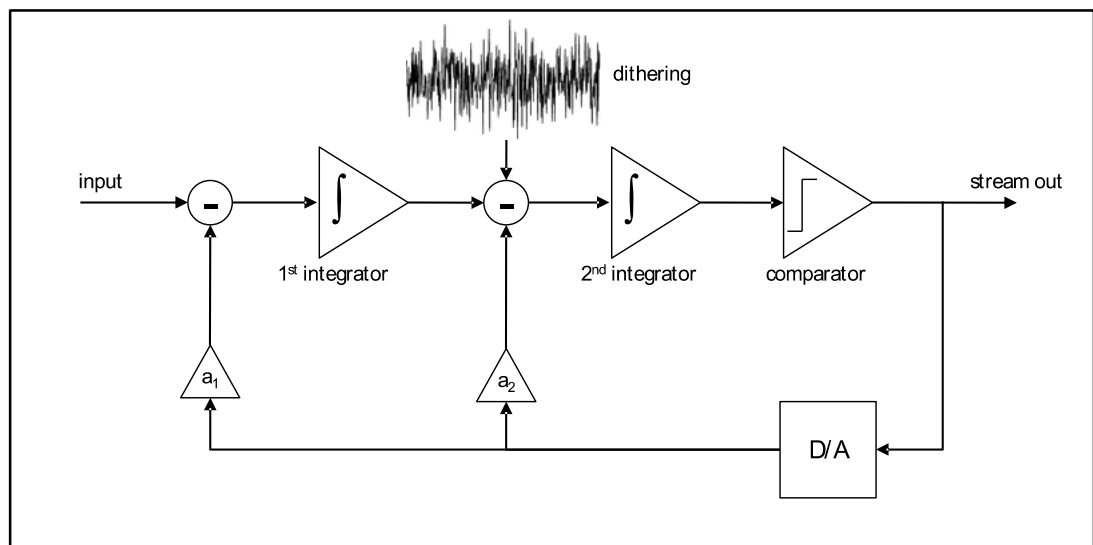 dithering
input
-
∫
-
∫
stream out
1st integrator
2nd integrator
comparator
a1
a2
D/A